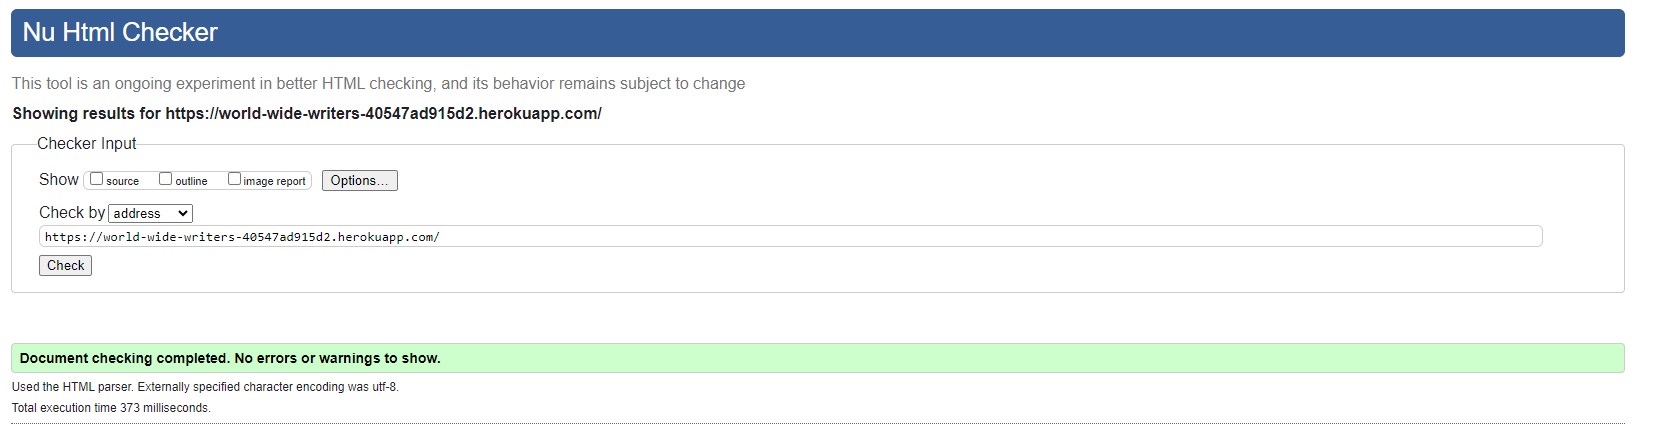 Nu Html Checker
This tool is an ongoing experiment in better HTML checking, and its behavior remains subject to change
Showing results for https://world-wide-writers-40547ad915d2.herokuapp.com/
Checker Input
Show source outline image report Options...
Check by address
https://world-wide-writers-40547ad915d2.herokuapp.com/
Check
Document checking completed. No errors or warnings to show.
Used the HTML parser. Externally specified character encoding was utf-8.
Total execution time 373 milliseconds.